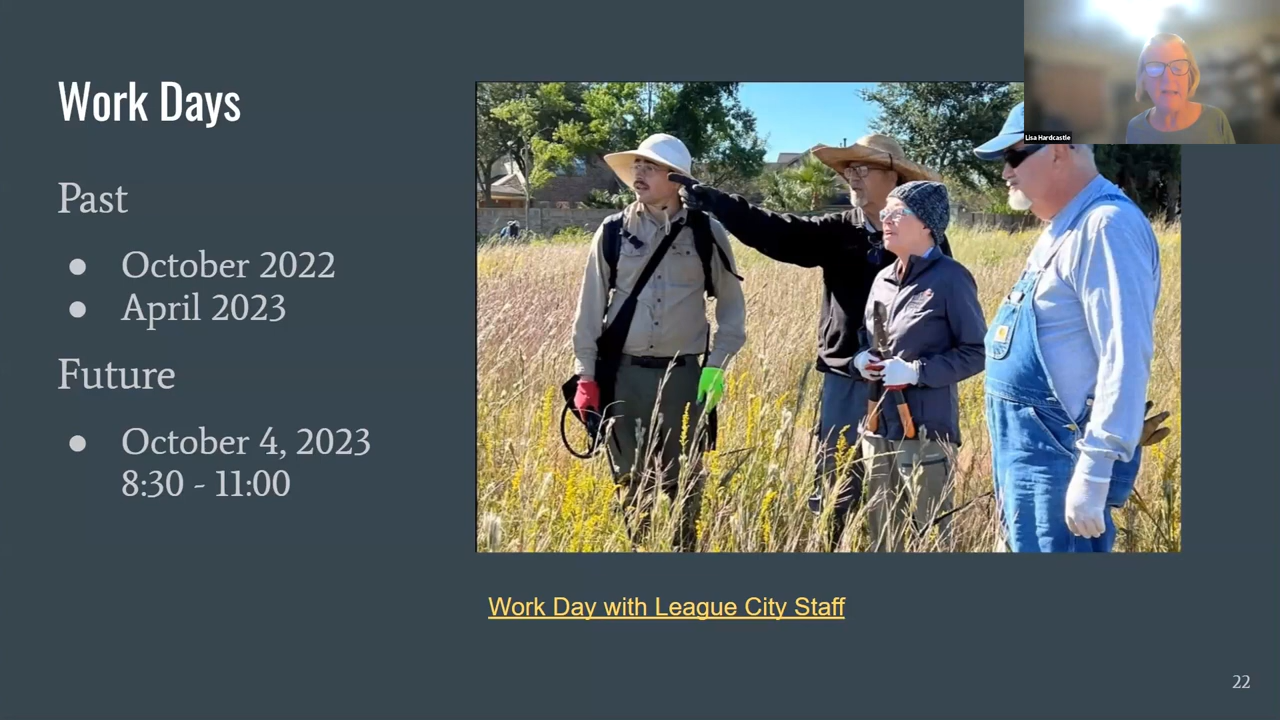 Work Days
Past
● October 2022
● April 2023
Future
● October 4, 2023
8:30 - 11:00
Lisa Hardcastle
Work Day with League City Staff
22